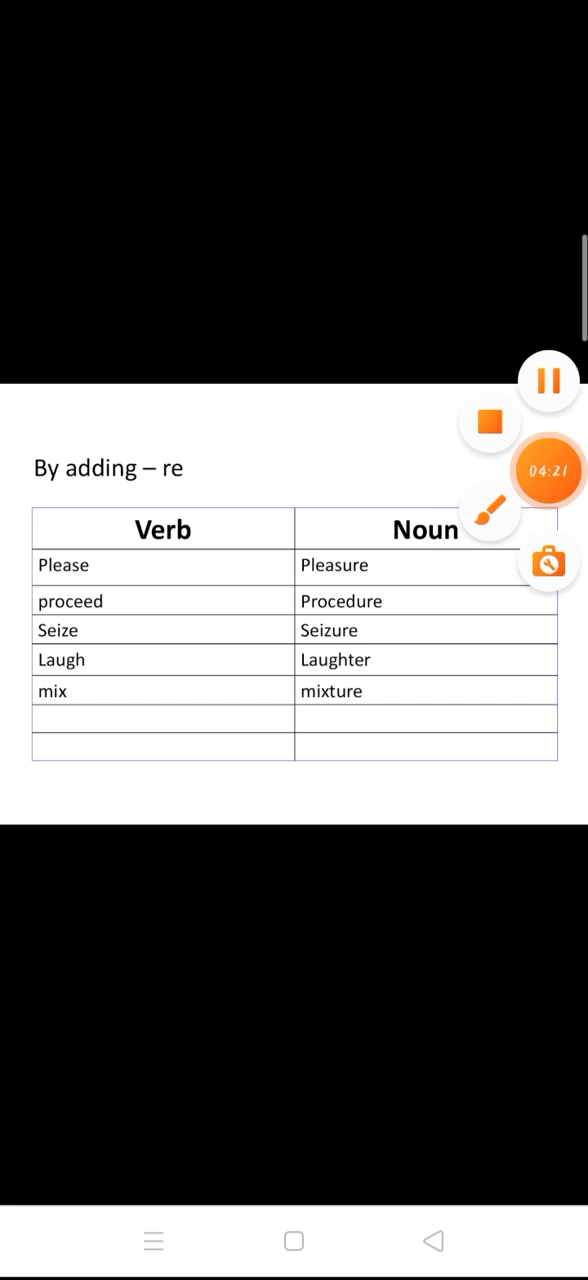 By adding – re
Verb Noun
Please Pleasure
proceed Procedure
Seize Seizure
Laugh Laughter
mix mixture
04:21